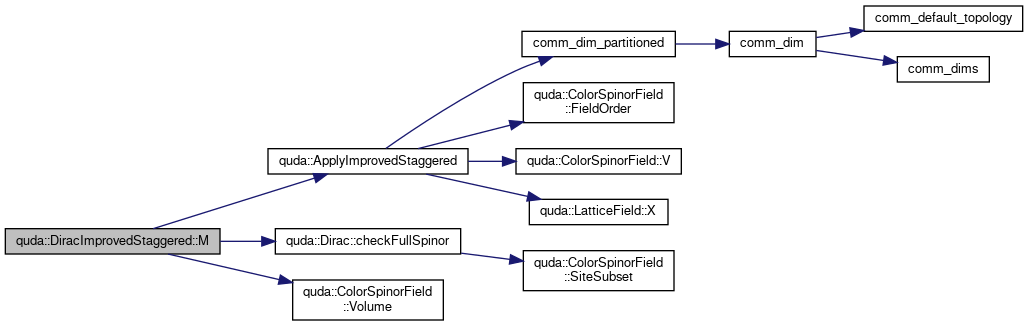 quda::DiracImprovedStaggered::M
quda::ApplyImprovedStaggered
comm_dim_partitioned
comm_dim
comm_default_topology
comm_dims
quda::ColorSpinorField
::FieldOrder
quda::ColorSpinorField::V
quda::LatticeField::X
quda::Dirac::checkFullSpinor
quda::ColorSpinorField
::SiteSubset
quda::ColorSpinorField
::Volume